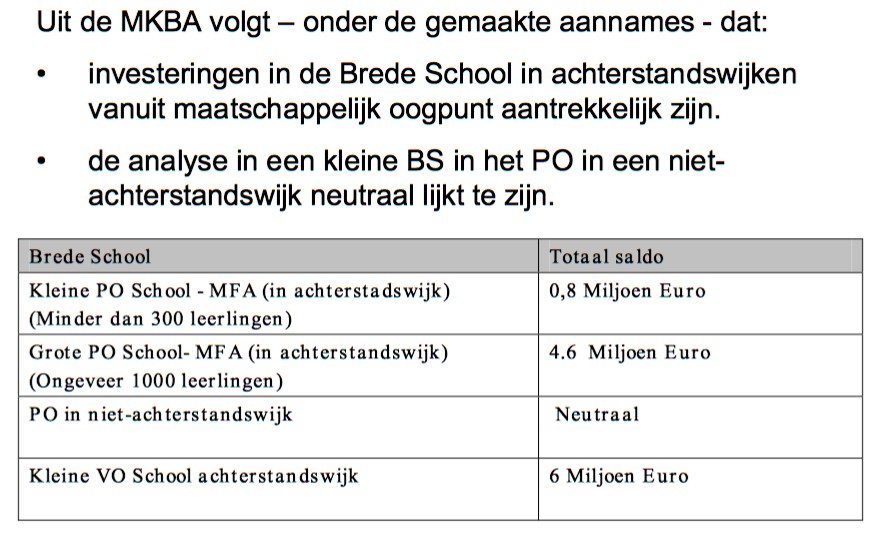 Uit de MKBA volgt – onder de gemaakte aannames - dat:
• investeringen in de Brede School in achterstandswijken
vanuit maatschappelijk oogpunt aantrekkelijk zijn.
• de analyse in een kleine BS in het PO in een niet-
achterstandswijk neutraal lijkt te zijn.
Brede School Totaal saldo
Kleine PO School - MFA (in achterstadswijk) 0,8 Miljoen Euro
(Minder dan 300 leerlingen)
Grote PO School- MFA (in achterstandswijk) 4.6 Miljoen Euro
(Ongeveer 1000 leerlingen)
PO in niet-achterstandswijk Neutraal
Kleine VO School achterstandswijk 6 Miljoen Euro